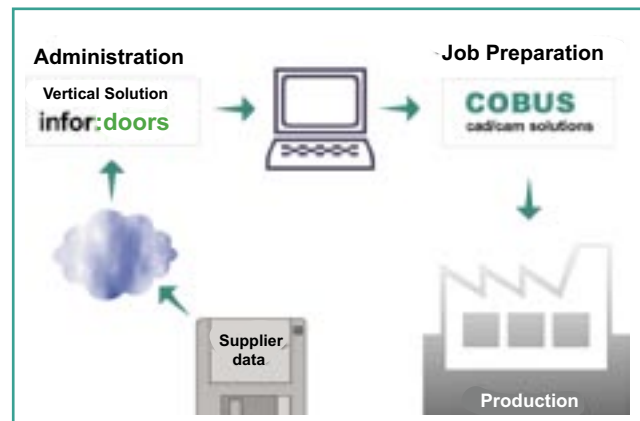 Administration
Vertical Solution
infor:doors
Job Preparation
COBUS
cad/cam solutions
Supplier
data
Production